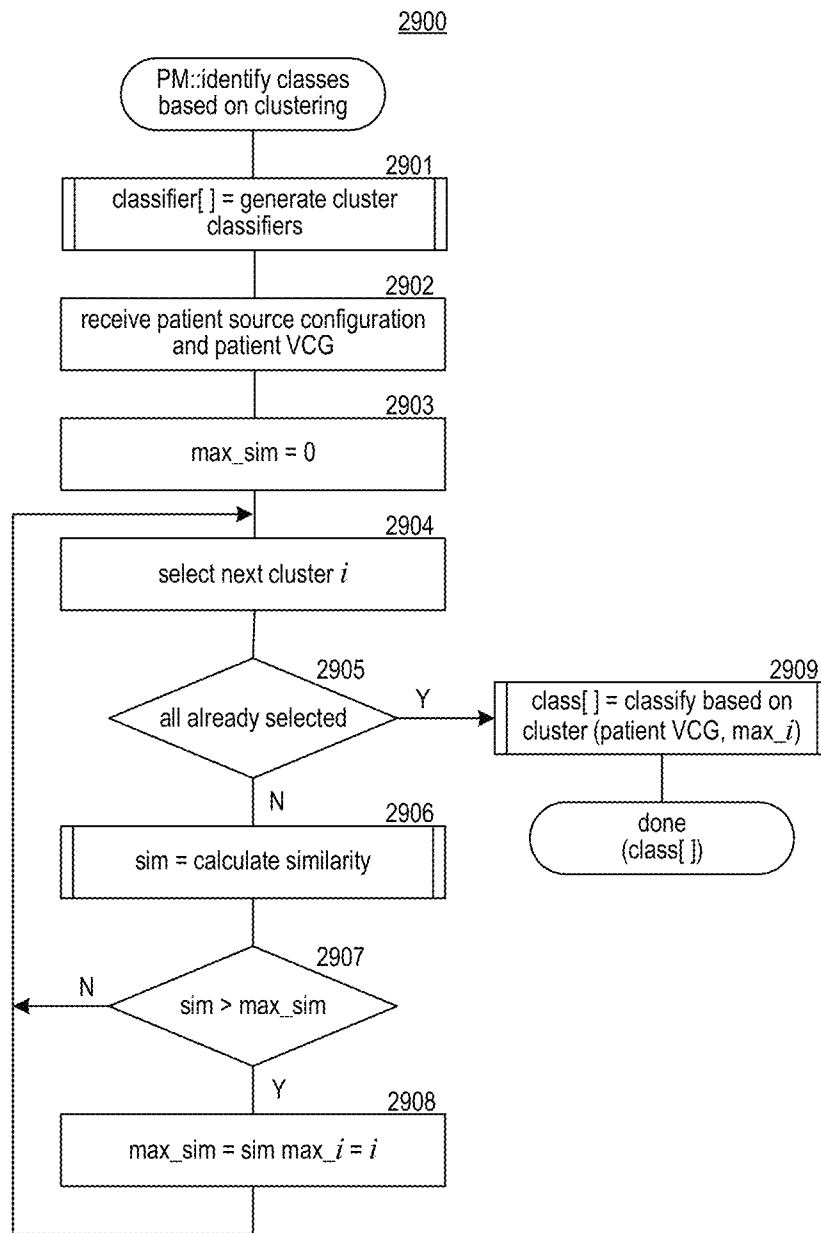 2900
PM::identify classes
based on clustering
2901
classifier[ ] = generate cluster
classifiers
2902
receive patient source configuration
and patient VCG
2903
max_sim = 0
2904
select next cluster i
2905
all already selected
Y
N
2909
class[ ] = classify based on
cluster (patient VCG, max_i)
done
(class[ ])
2906
sim = calculate similarity
2907
sim > max_sim
N
Y
2908
max_sim = sim max_i = i